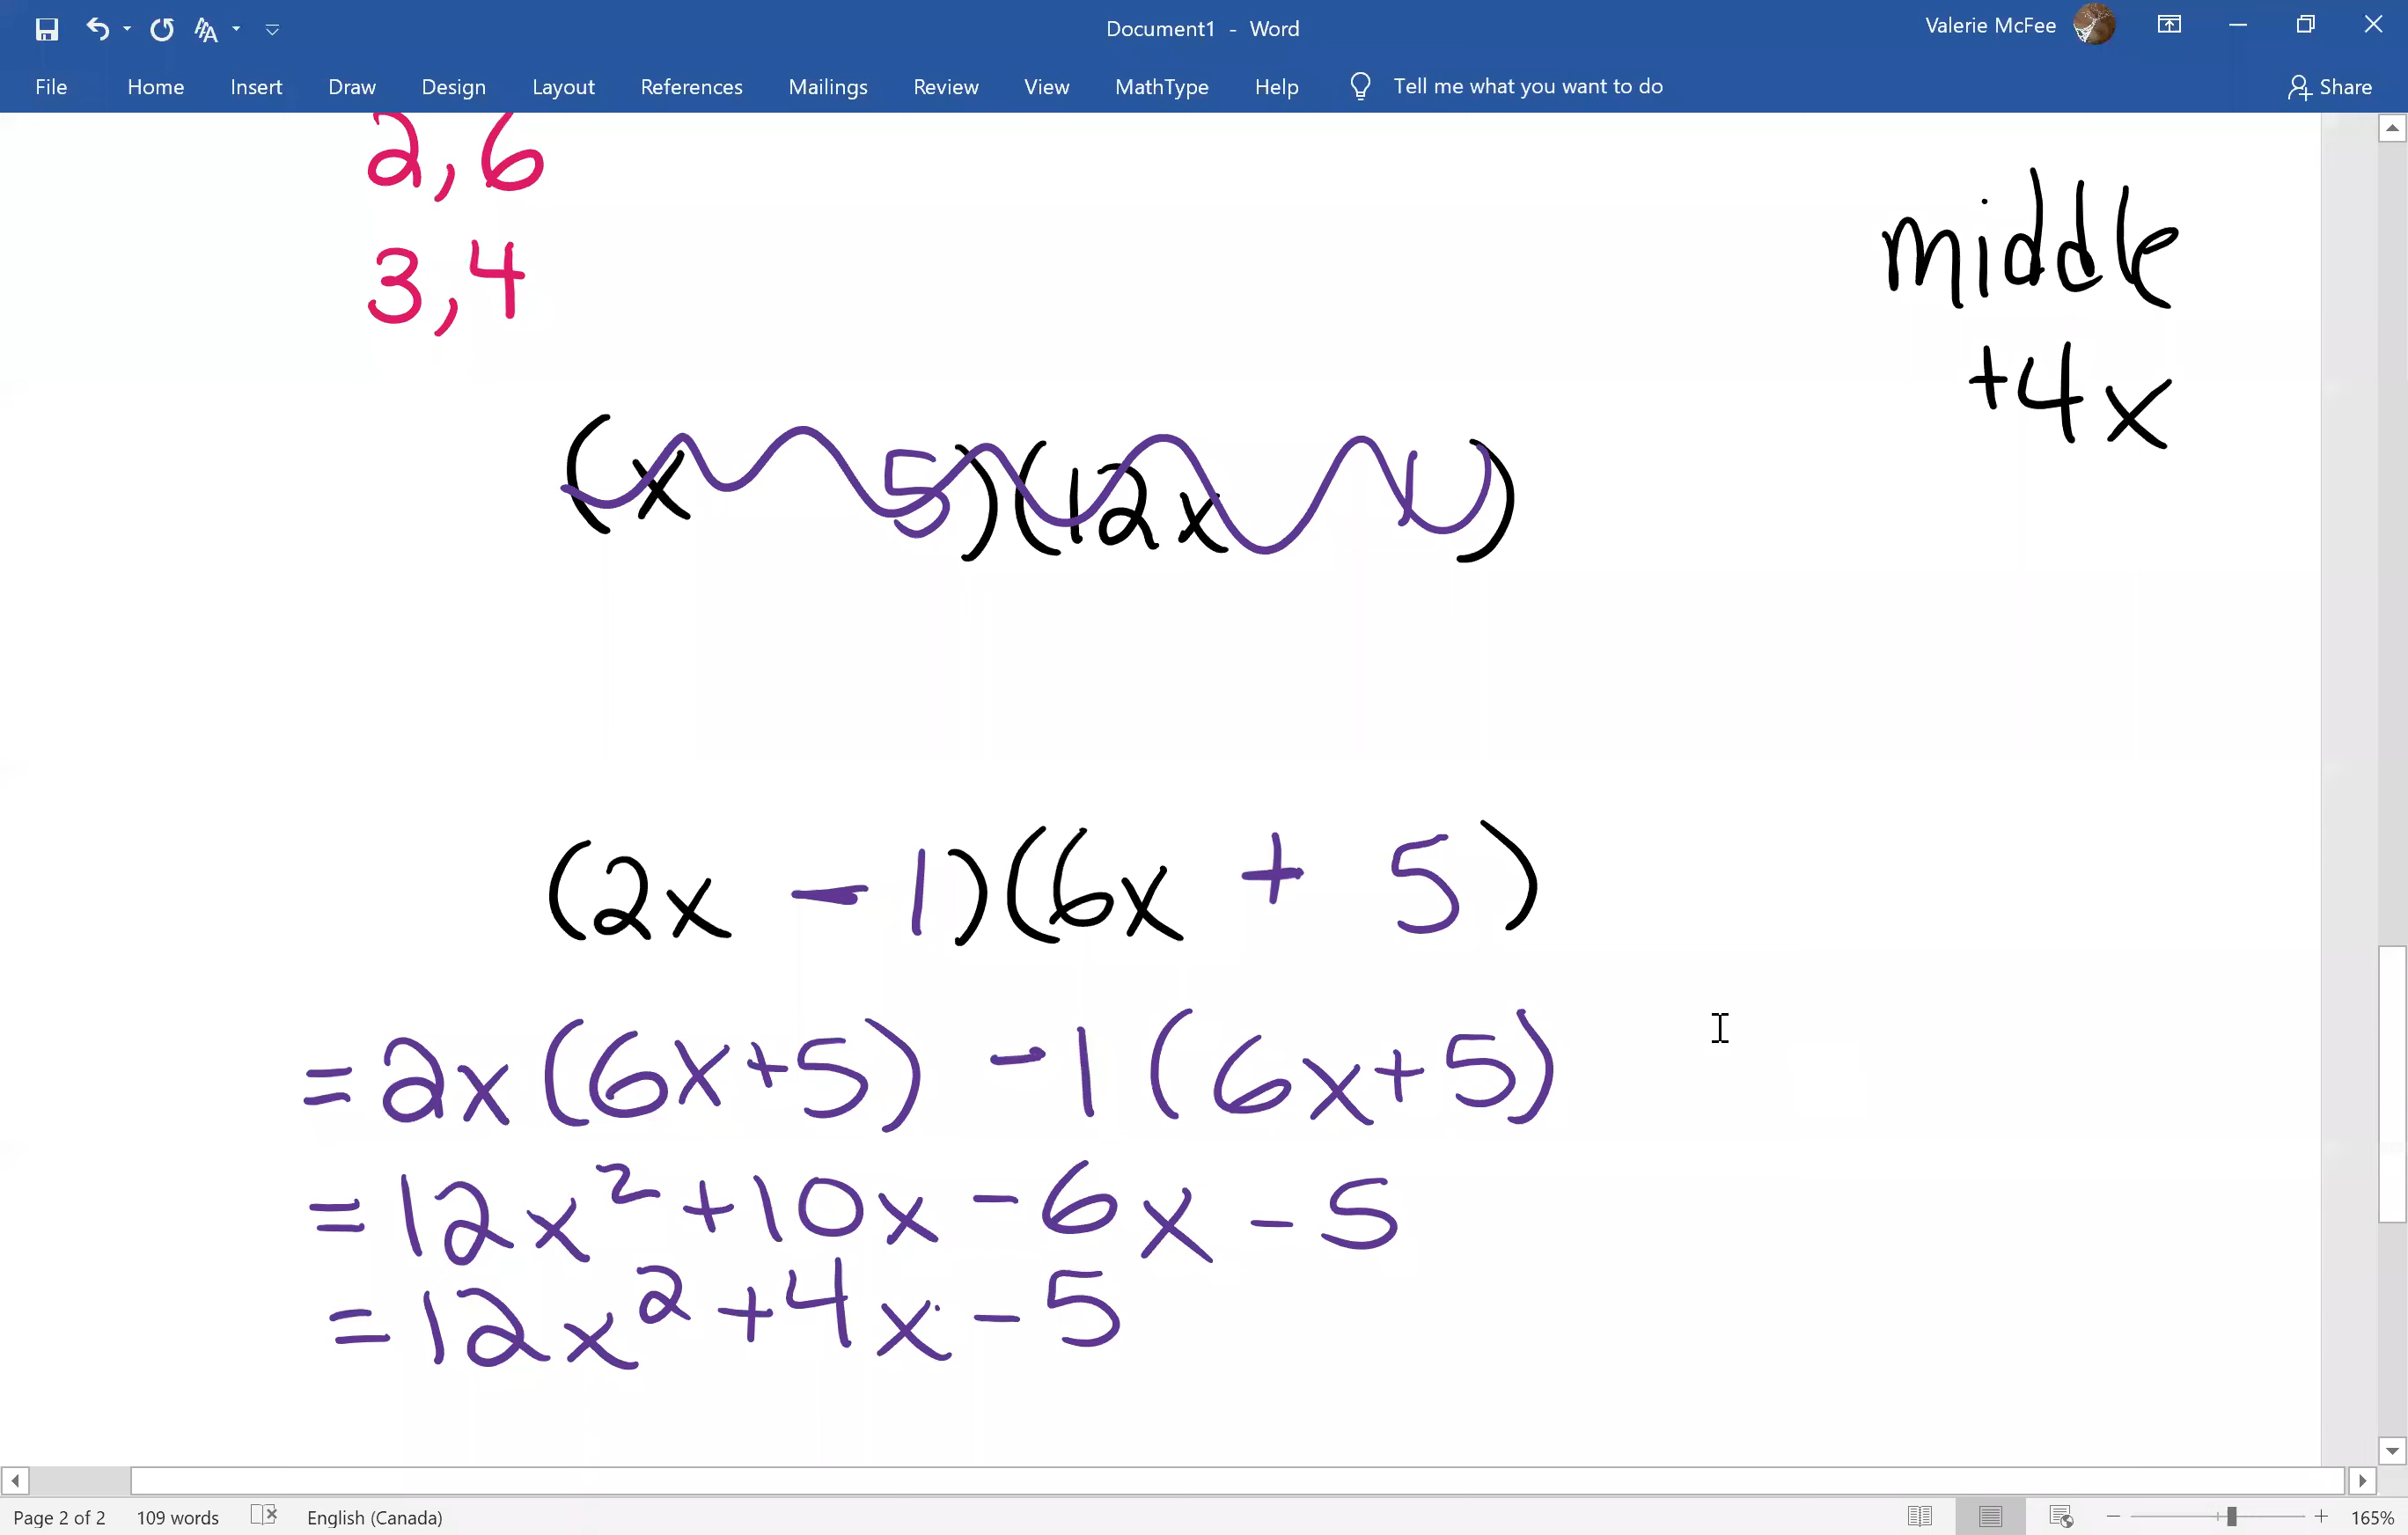 Document1 - Word
Valerie McFee
File Home Insert Draw Design Layout References Mailings Review View MathType Help Tell me what you want to do Share
2,6
3,4
middle
+4x
(x 5)(12x 1)
(2x - 1)(6x + 5)
= 2x(6x+5) - 1(6x+5)
= 12x² + 10x - 6x - 5
= 12x² + 4x - 5
Page 2 of 2 109 words English (Canada) 165%